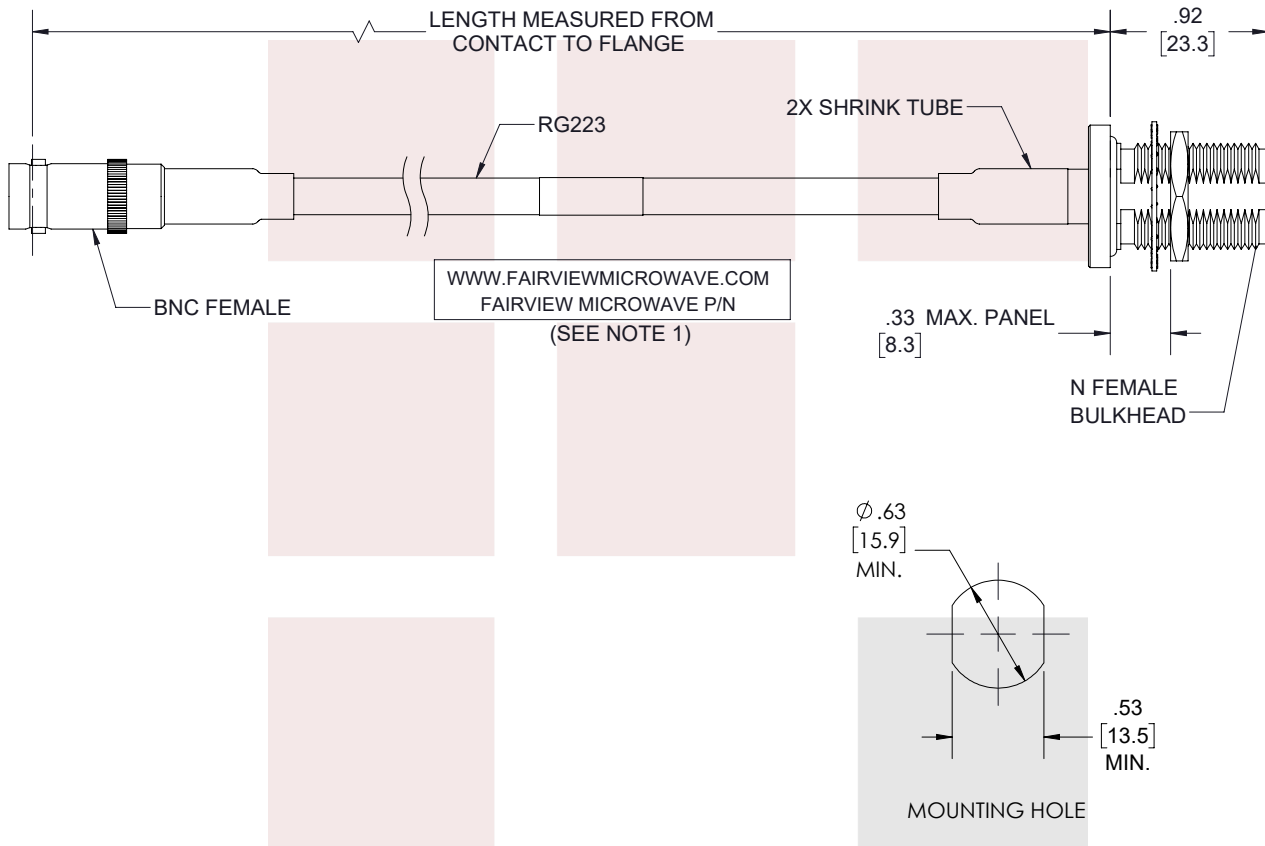 LENGTH MEASURED FROM
CONTACT TO FLANGE
.92
[23.3]
RG223
2X SHRINK TUBE
BNC FEMALE
WWW.FAIRVIEWMICROWAVE.COM
FAIRVIEW MICROWAVE P/N
(SEE NOTE 1)
.33 MAX. PANEL
[8.3]
N FEMALE
BULKHEAD
Ø.63
[15.9]
MIN.
.53
[13.5]
MIN.
MOUNTING HOLE